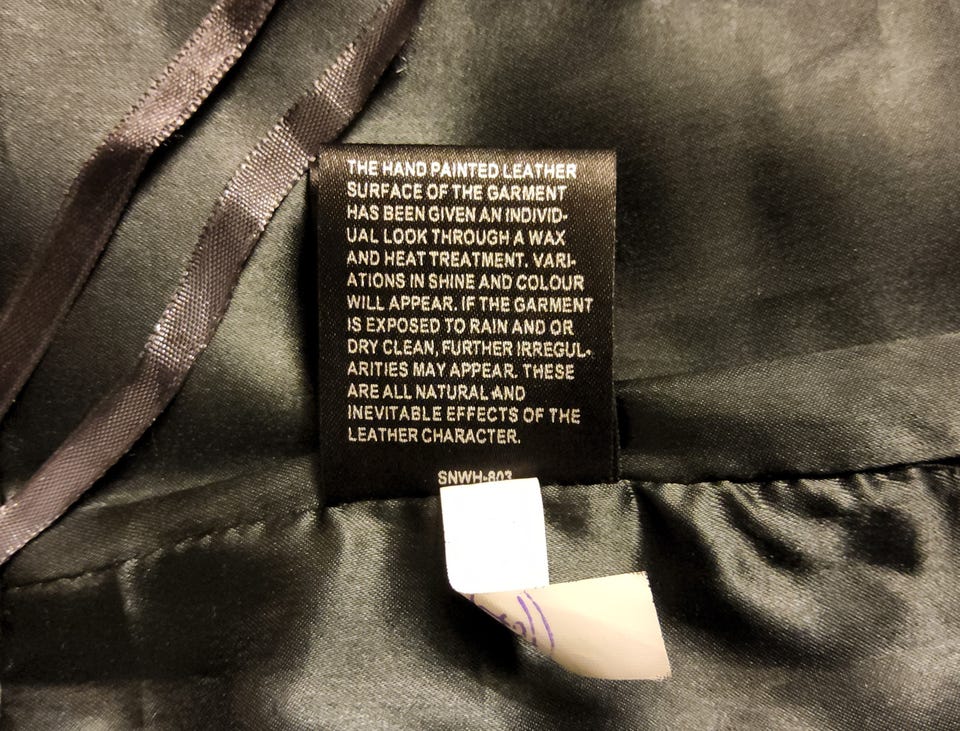 THE HAND PAINTED LEATHER
SURFACE OF THE GARMENT
HAS BEEN GIVEN AN INDIVID-
UAL LOOK THROUGH A WAX
AND HEAT TREATMENT. VARI-
ATIONS IN SHINE AND COLOUR
WILL APPEAR. IF THE GARMENT
IS EXPOSED TO RAIN AND OR
DRY CLEAN, FURTHER IRREGUL-
ARITIES MAY APPEAR. THESE
ARE ALL NATURAL AND
INEVITABLE EFFECTS OF THE
LEATHER CHARACTER.
SNWH-803